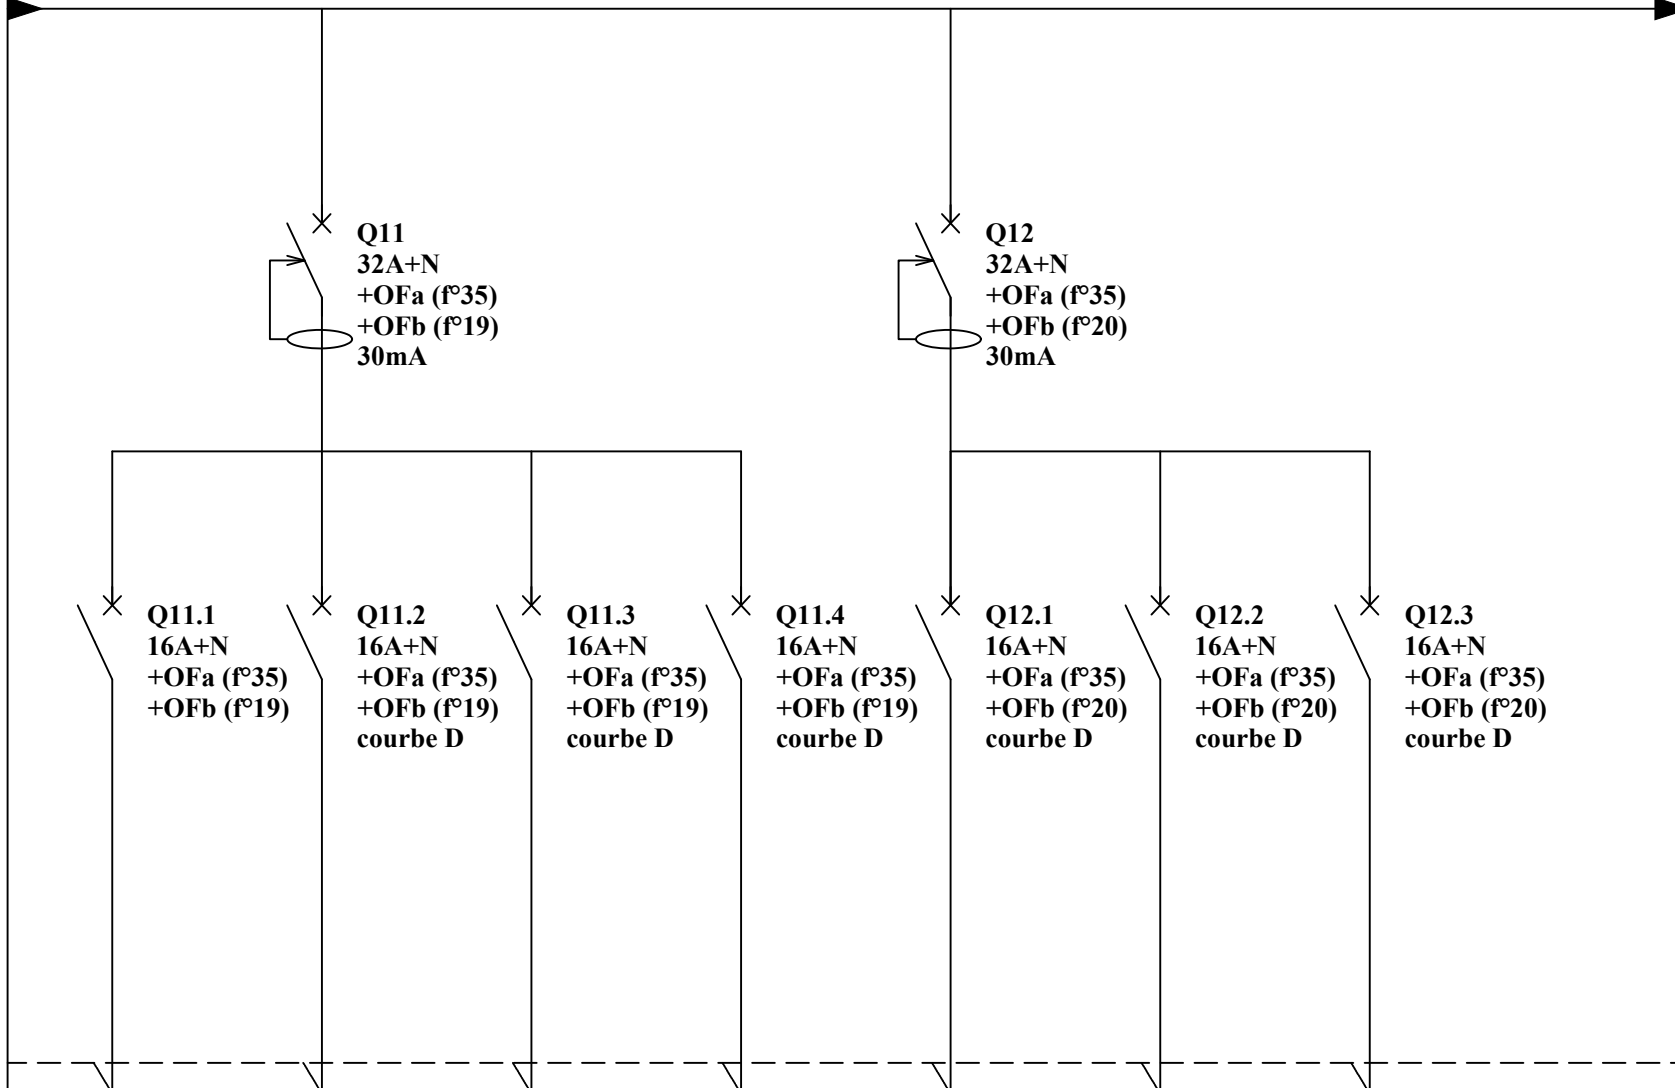 Q11
32A+N
+OFa (f°35)
+OFb (f°19)
30mA
Q12
32A+N
+OFa (f°35)
+OFb (f°20)
30mA
Q11.1
16A+N
+OFa (f°35)
+OFb (f°19)
Q11.2
16A+N
+OFa (f°35)
+OFb (f°19)
courbe D
Q11.3
16A+N
+OFa (f°35)
+OFb (f°19)
courbe D
Q11.4
16A+N
+OFa (f°35)
+OFb (f°19)
courbe D
Q12.1
16A+N
+OFa (f°35)
+OFb (f°20)
courbe D
Q12.2
16A+N
+OFa (f°35)
+OFb (f°20)
courbe D
Q12.3
16A+N
+OFa (f°35)
+OFb (f°20)
courbe D